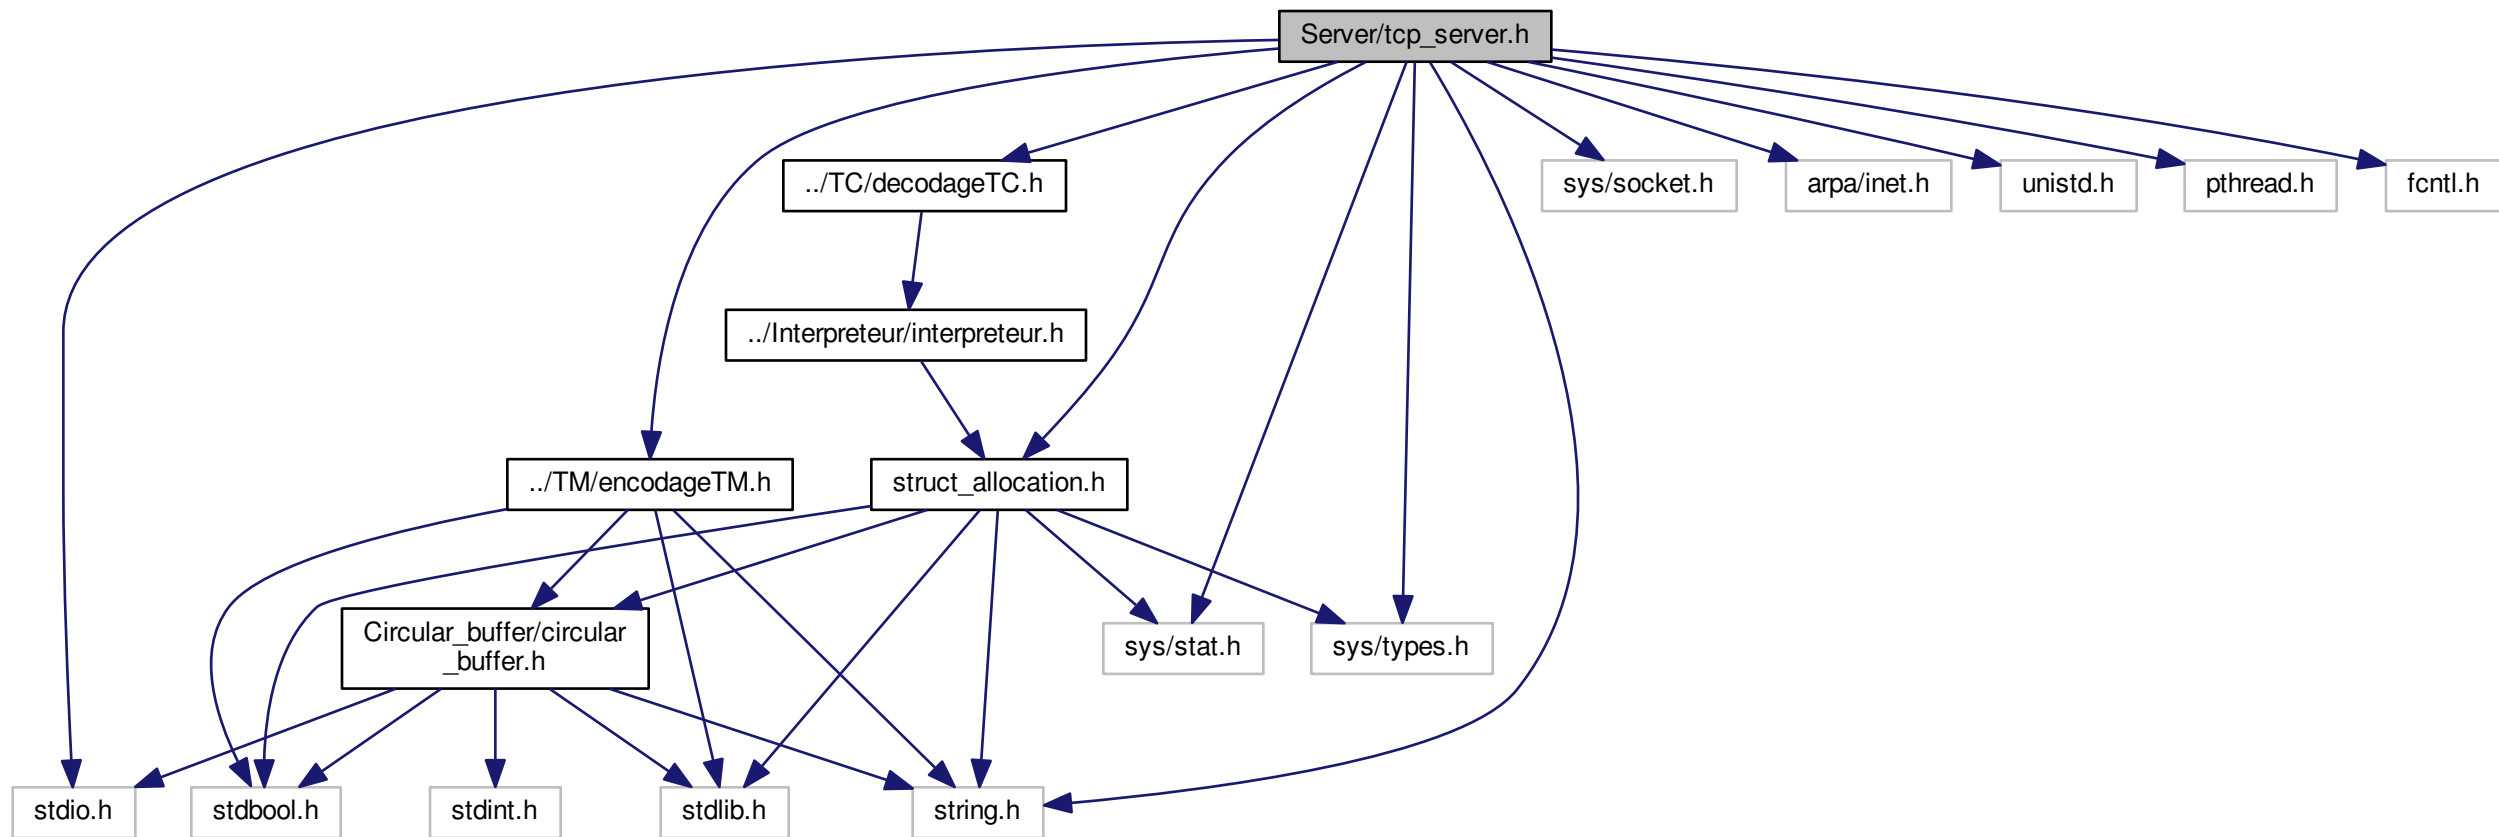 Server/tcp_server.h
../TC/decodageTC.h
sys/socket.h
arpa/inet.h
unistd.h
pthread.h
fcntl.h
../Interpreteur/interpreteur.h
../TM/encodageTM.h
struct_allocation.h
Circular_buffer/circular
_buffer.h
sys/stat.h
sys/types.h
stdio.h
stdbool.h
stdint.h
stdlib.h
string.h